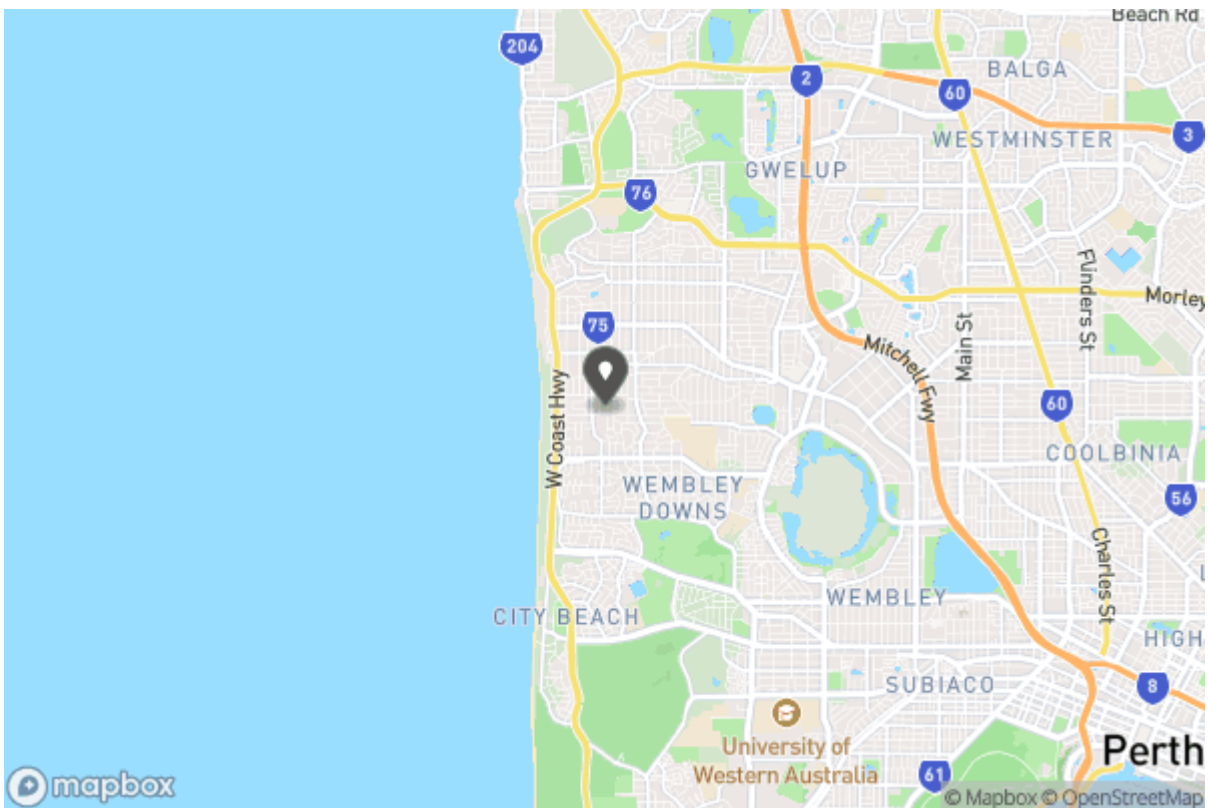 Beach Rd
204
2
BALGA
60
3
WESTMINSTER
GWELUP
76
Flinders St
Morley
75
Main St
Mitchell Fwy
W Coast Hwy
60
COOLBINIA
WEMBLEY
DOWNS
56
Charles St
WEMBLEY
CITY BEACH
HIGH
SUBIACO
8
University of
Western Australia
Perth
61
mapbox
© Mapbox © OpenStreetMap